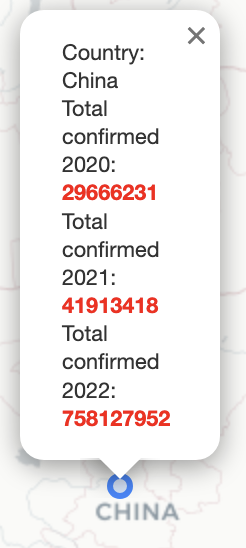 ×
Country:
China
Total
confirmed
2020:
29666231
Total
confirmed
2021:
41913418
Total
confirmed
2022:
758127952
CHINA